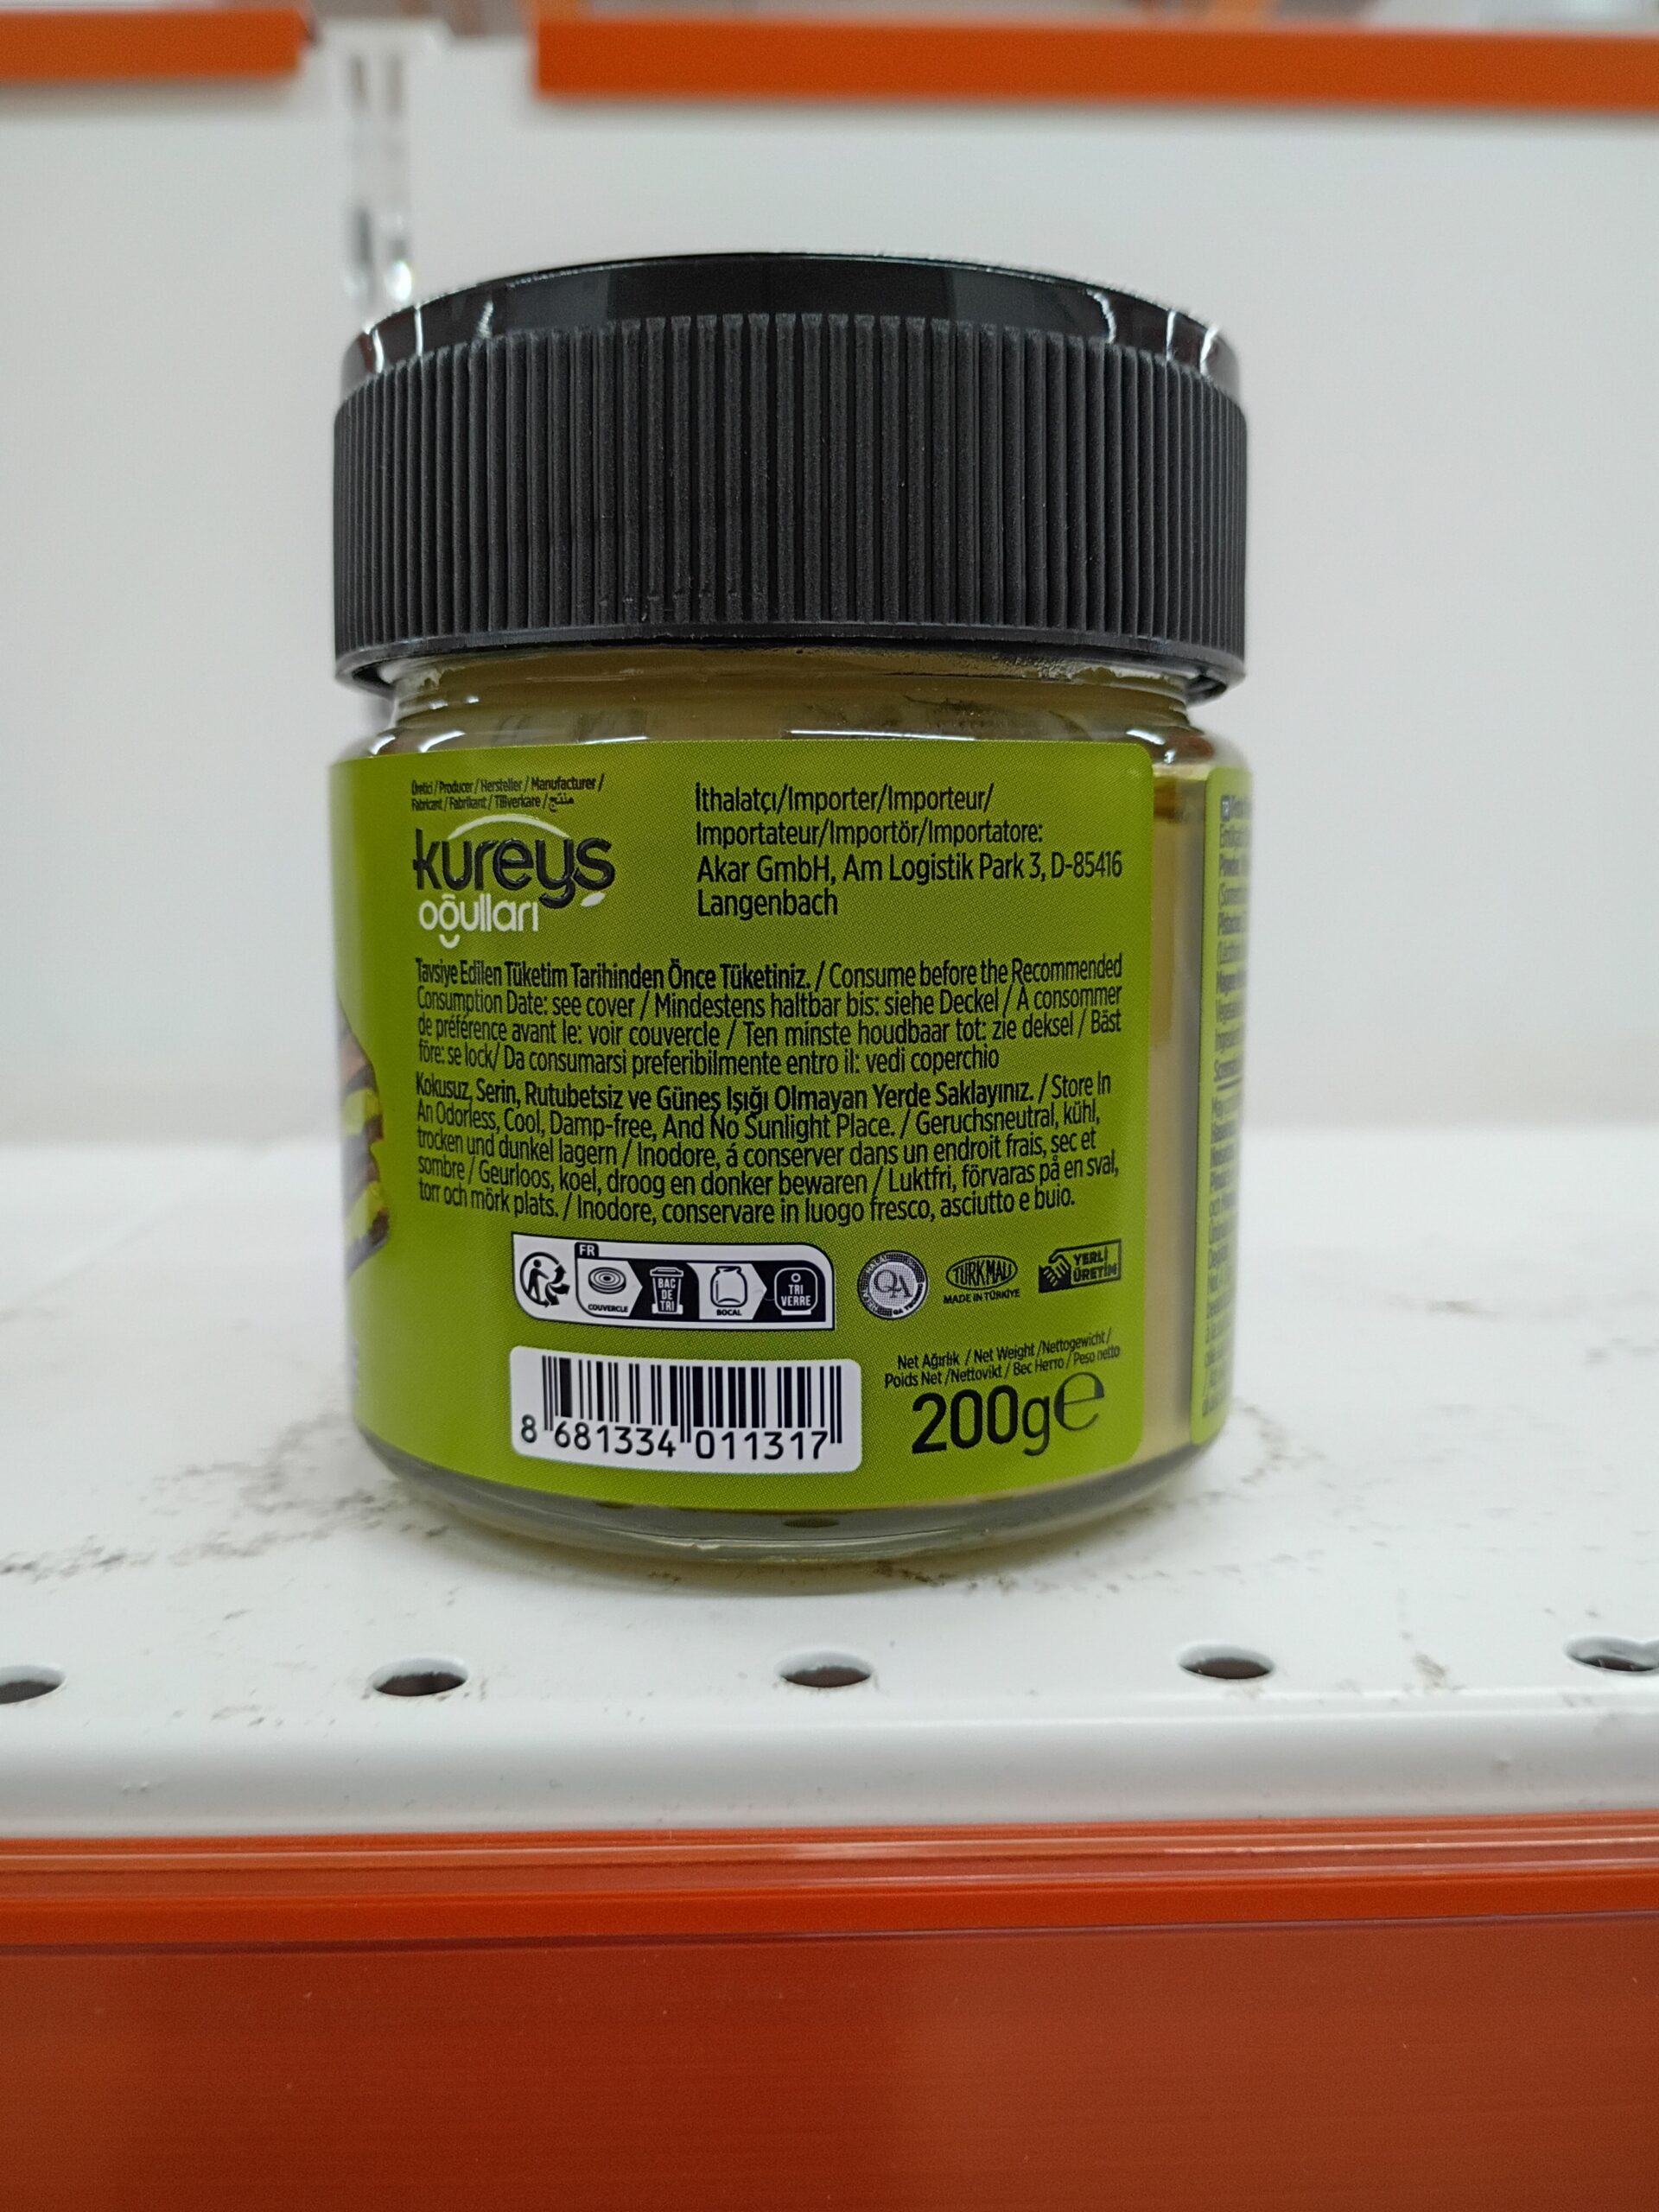 Üretici / Producer / Hersteller / Manufacturer /
Fabricant / Fabrikant / Tillverkare / منتج
kureys
oğulları
İthalatçı/Importer/Importeur/
Importateur/Importör/Importatore:
Akar GmbH, Am Logistik Park 3, D-85416
Langenbach
Tavsiye Edilen Tüketim Tarihinden Önce Tüketiniz. / Consume before the Recommended
Consumption Date: see cover / Mindestens haltbar bis: siehe Deckel / À consommer
de préférence avant le: voir couvercle / Ten minste houdbaar tot: zie deksel / Bäst
före: se lock/ Da consumarsi preferibilmente entro il: vedi coperchio
Kokusuz, Serin, Rutubetsiz ve Güneş Işığı Olmayan Yerde Saklayınız. / Store In
An Odorless, Cool, Damp-free, And No Sunlight Place. / Geruchsneutral, kühl,
trocken und dunkel lagern / Inodore, á conserver dans un endroit frais, sec et
sombre / Geurloos, koel, droog en donker bewaren / Luktfri, förvaras på en sval,
torr och mörk plats. / Inodore, conservare in luogo fresco, asciutto e buio.
FR
COUVERCLE
BAC
DE
TRI
BOCAL
TRI
VERRE
QA
TÜRK MALI
MADE IN TÜRKİYE
YERLİ
ÜRETİM
Net Ağırlık / Net Weight /Nettogewicht /
Poids Net /Nettovikt / Вес Нетто / Peso netto
200g℮
8 681334 011317